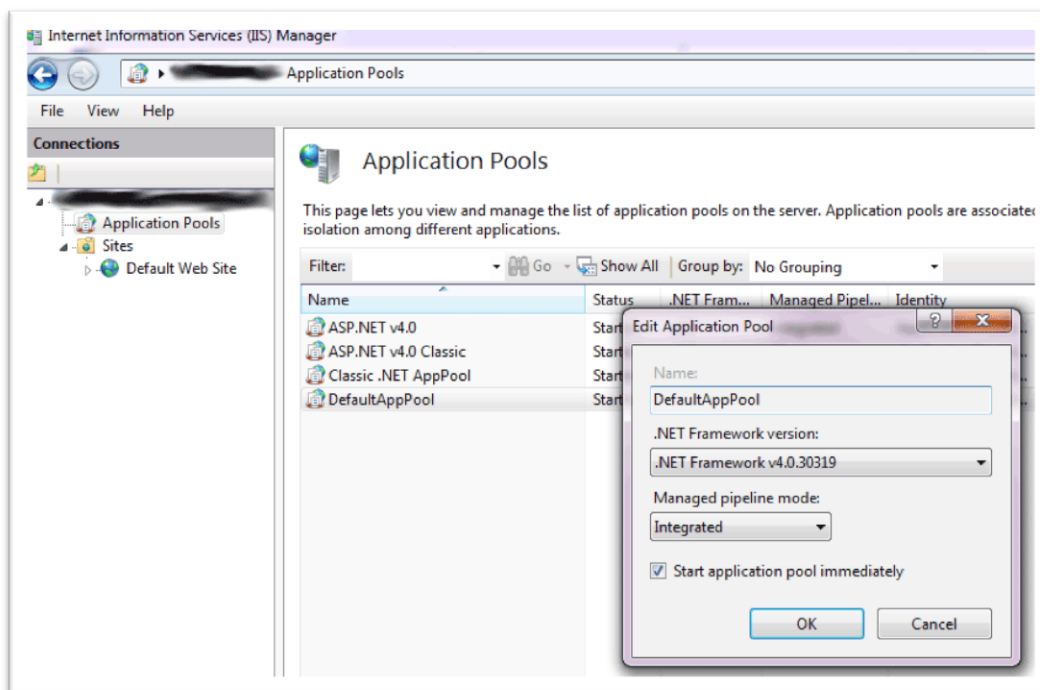 Internet Information Services (IIS) Manager
Application Pools
File View Help
Connections
Application Pools
Sites
Default Web Site
Application Pools
This page lets you view and manage the list of application pools on the server. Application pools are associated
isolation among different applications.
Filter: Go Show All Group by: No Grouping
Name Status .NET Fram... Managed Pipel... Identity
ASP.NET v4.0 Start
ASP.NET v4.0 Classic Start
Classic .NET AppPool Start
DefaultAppPool Start
Edit Application Pool
Name:
DefaultAppPool
.NET Framework version:
.NET Framework v4.0.30319
Managed pipeline mode:
Integrated
Start application pool immediately
OK Cancel